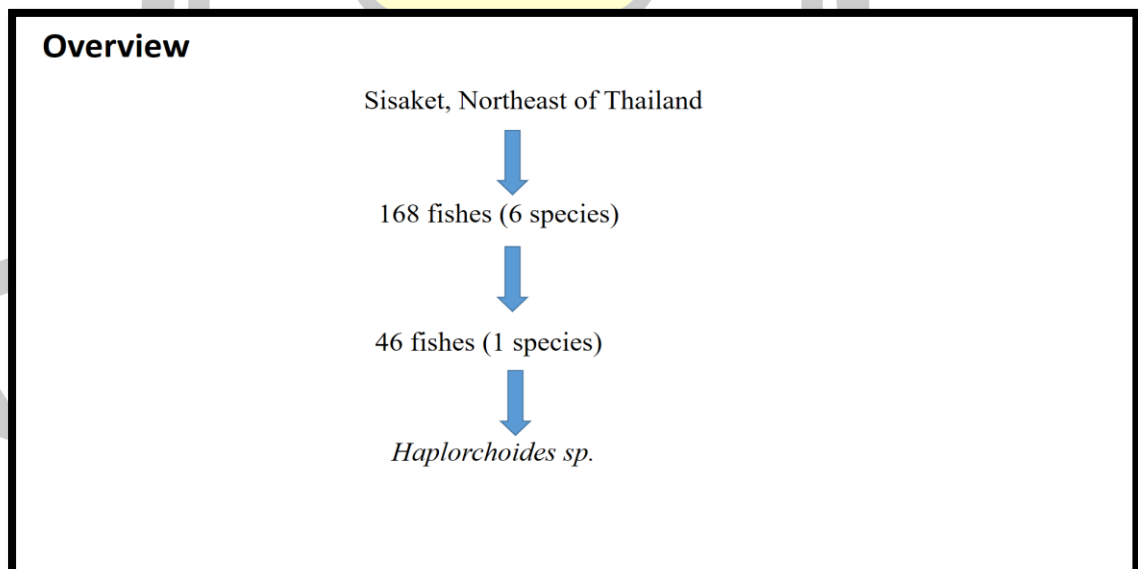 Overview
Sisaket, Northeast of Thailand
168 fishes (6 species)
46 fishes (1 species)
Haplorchoides sp.